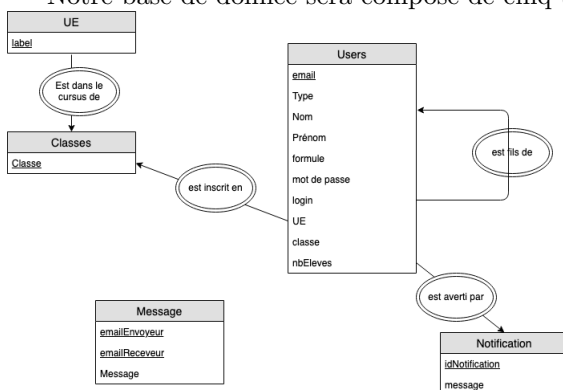 Notre base de donnée sera composé de cinq
UE
label
Est dans le
cursus de
Classes
Classe
est inscrit en
Users
email
Type
Nom
Prénom
formule
mot de passe
login
UE
classe
nbEleves
est fils de
est averti par
Message
emailEnvoyeur
emailReceveur
Message
Notification
idNotification
message